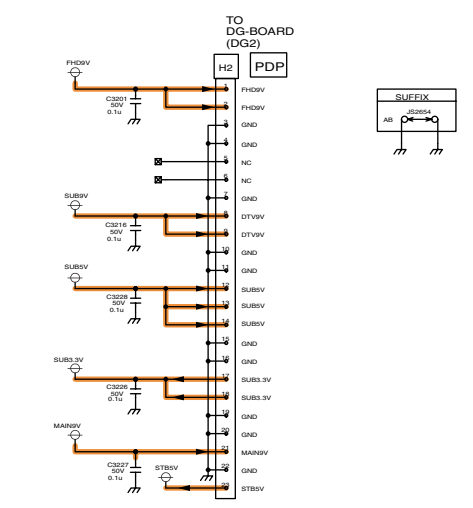 TO
DG-BOARD
(DG2)
H2
PDP
FHD9V
C3201
50V
0.1u
1 FHD9V
2 FHD9V
3 GND
4 GND
5 NC
6 NC
7 GND
SUB9V
C3216
50V
0.1u
8 DTV9V
9 DTV9V
10 GND
11 GND
SUB5V
C3228
50V
0.1u
12 SUB5V
13 SUB5V
14 SUB5V
15 GND
16 GND
SUB3.3V
C3226
50V
0.1u
17 SUB3.3V
18 SUB3.3V
19 GND
20 GND
MAIN9V
C3227
50V
0.1u
21 MAIN9V
22 GND
STB5V
23 STB5V
SUFFIX
AB
JS2654